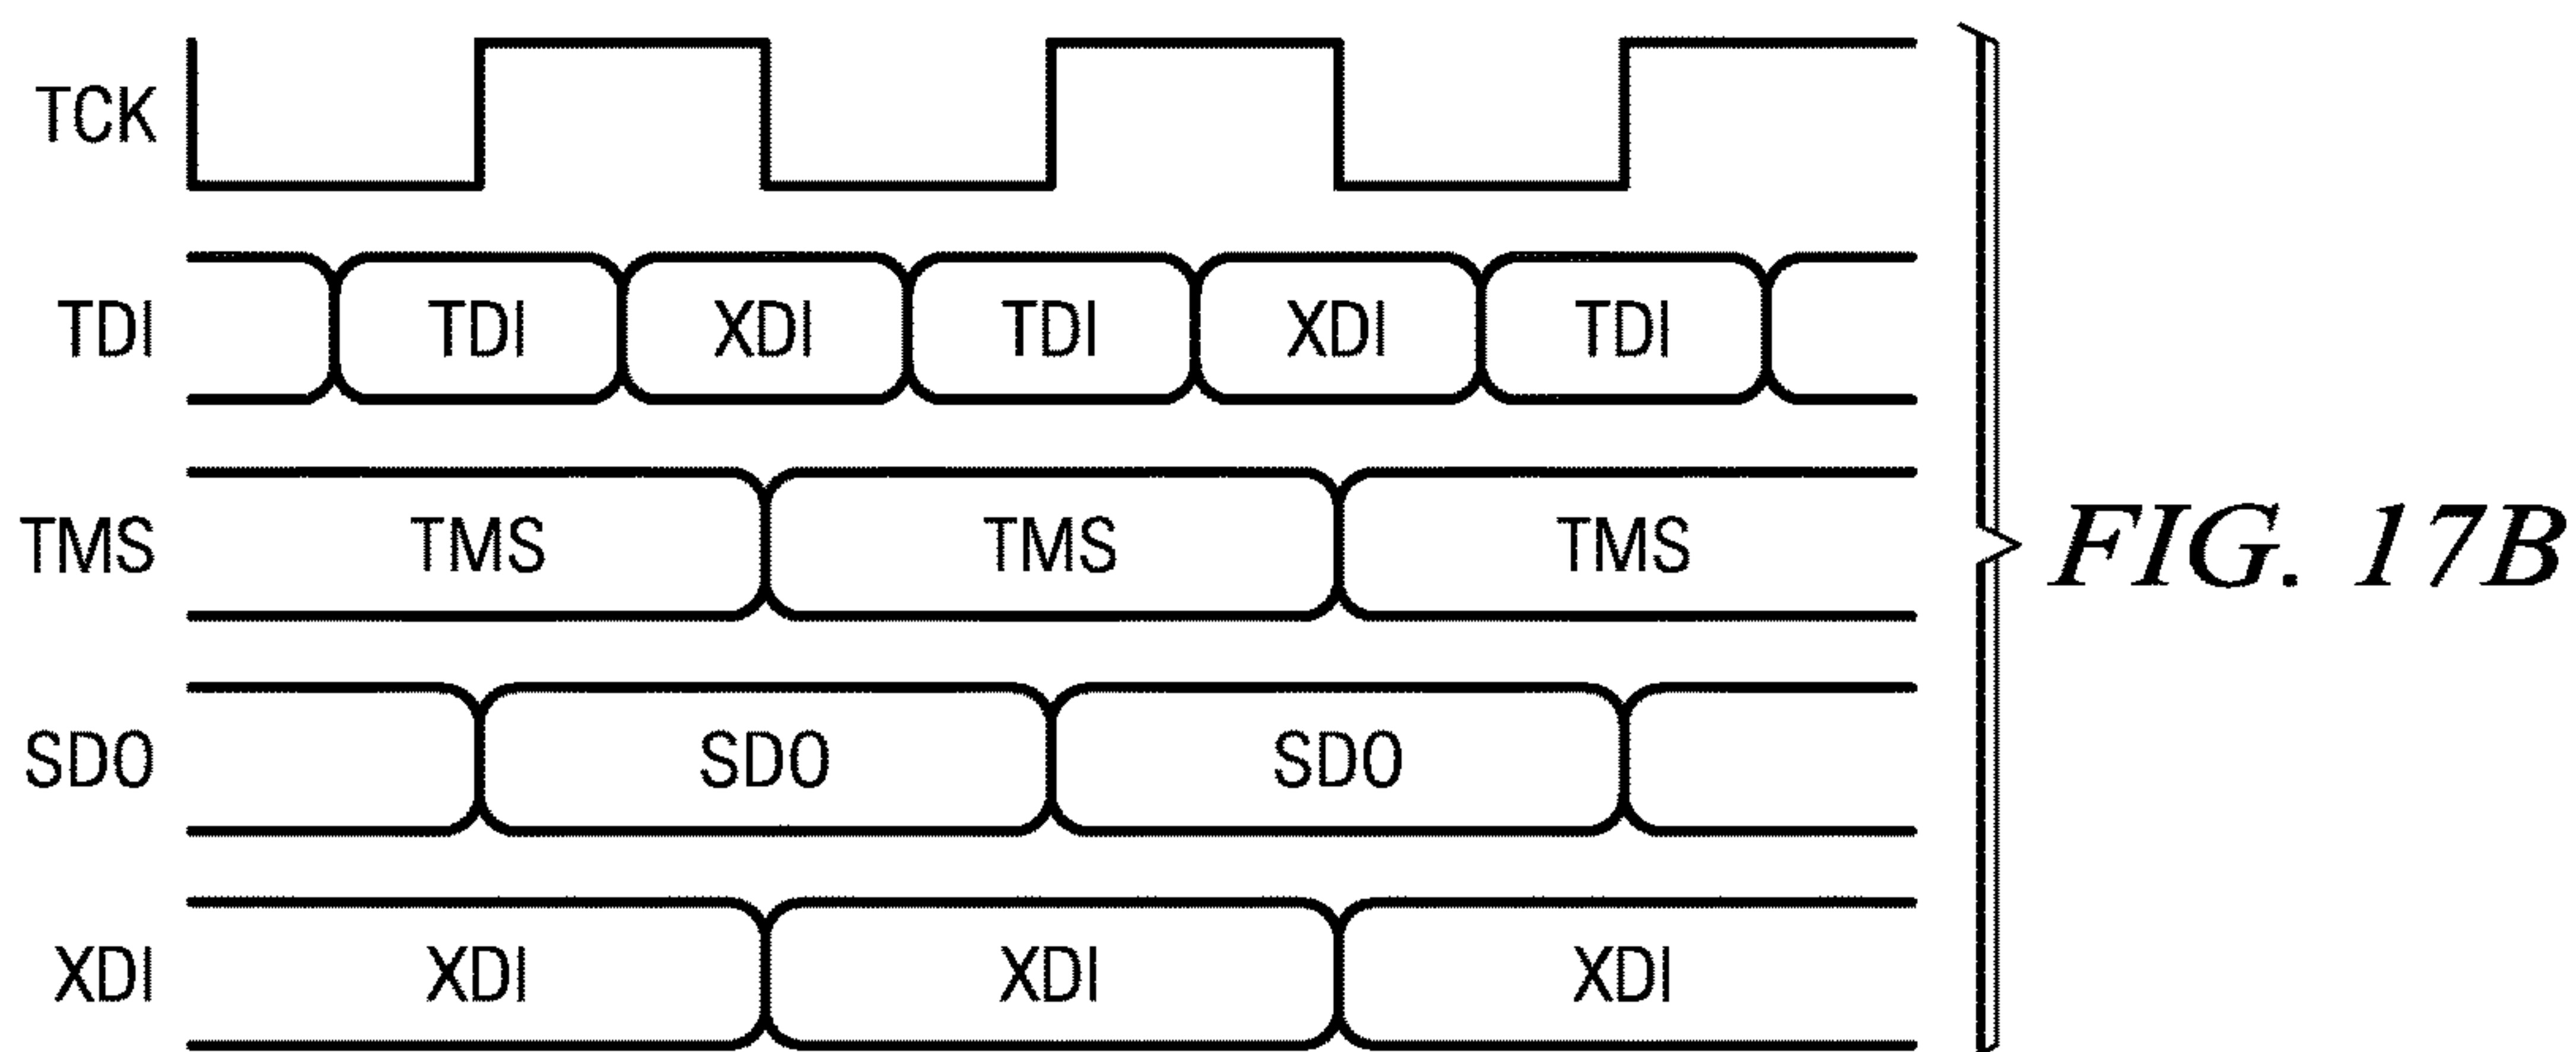 TCK
TDI TDI XDI TDI XDI TDI
TMS TMS TMS TMS
SDO SDO SDO
XDI XDI XDI XDI
FIG. 17B